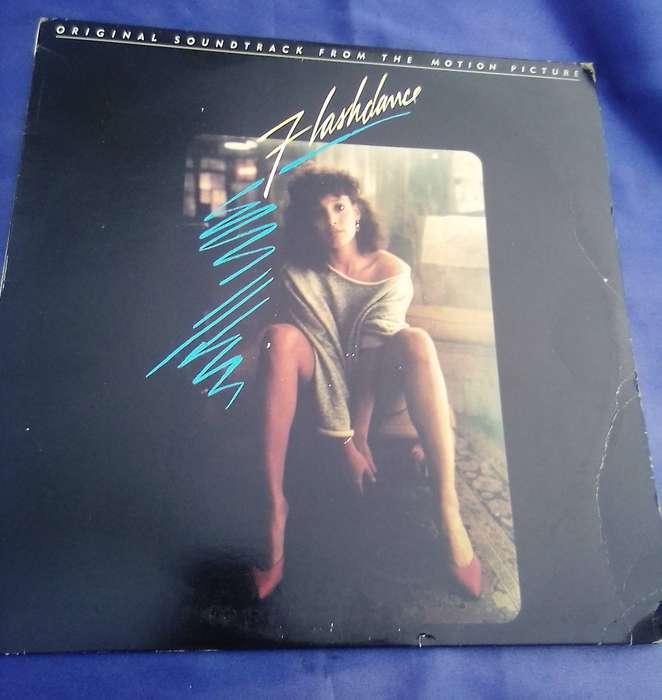 ORIGINAL SOUNDTRACK FROM THE MOTION PICTURE
Flashdance